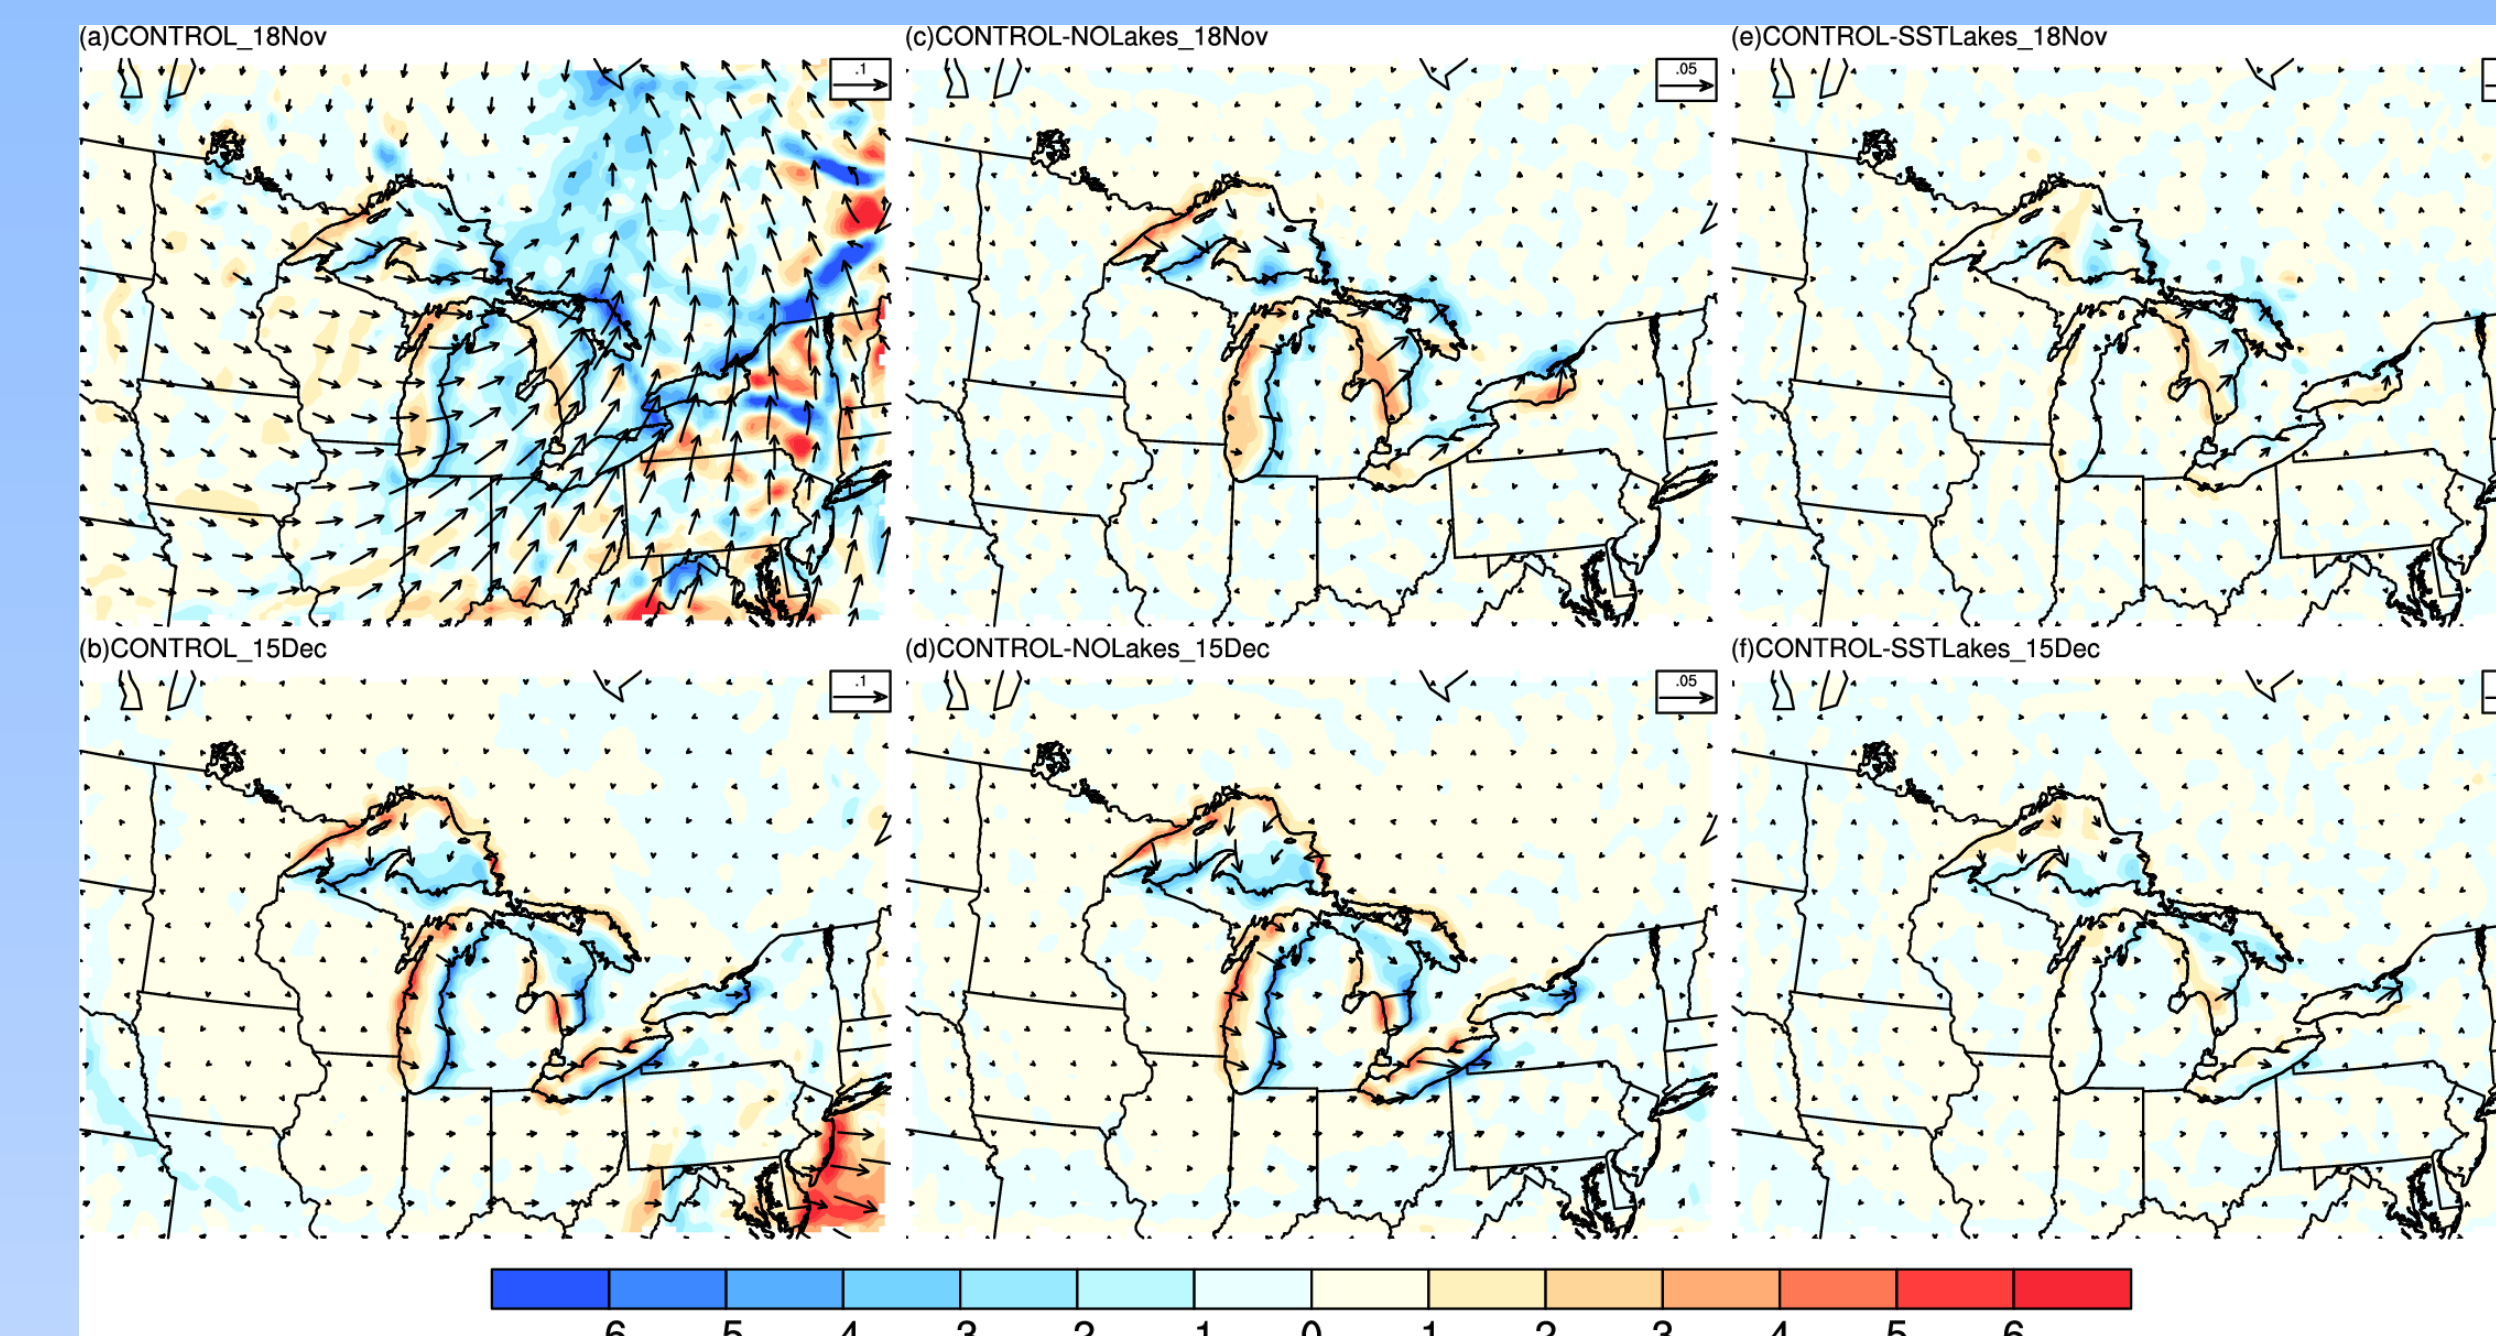 (a)CONTROL_18Nov
(c)CONTROL-NOLakes_18Nov
(e)CONTROL-SSTLakes_18Nov
.1
.05
(b)CONTROL_15Dec
(d)CONTROL-NOLakes_15Dec
(f)CONTROL-SSTLakes_15Dec
.1
.05
6 5 4 3 2 1 0 1 2 3 4 5 6